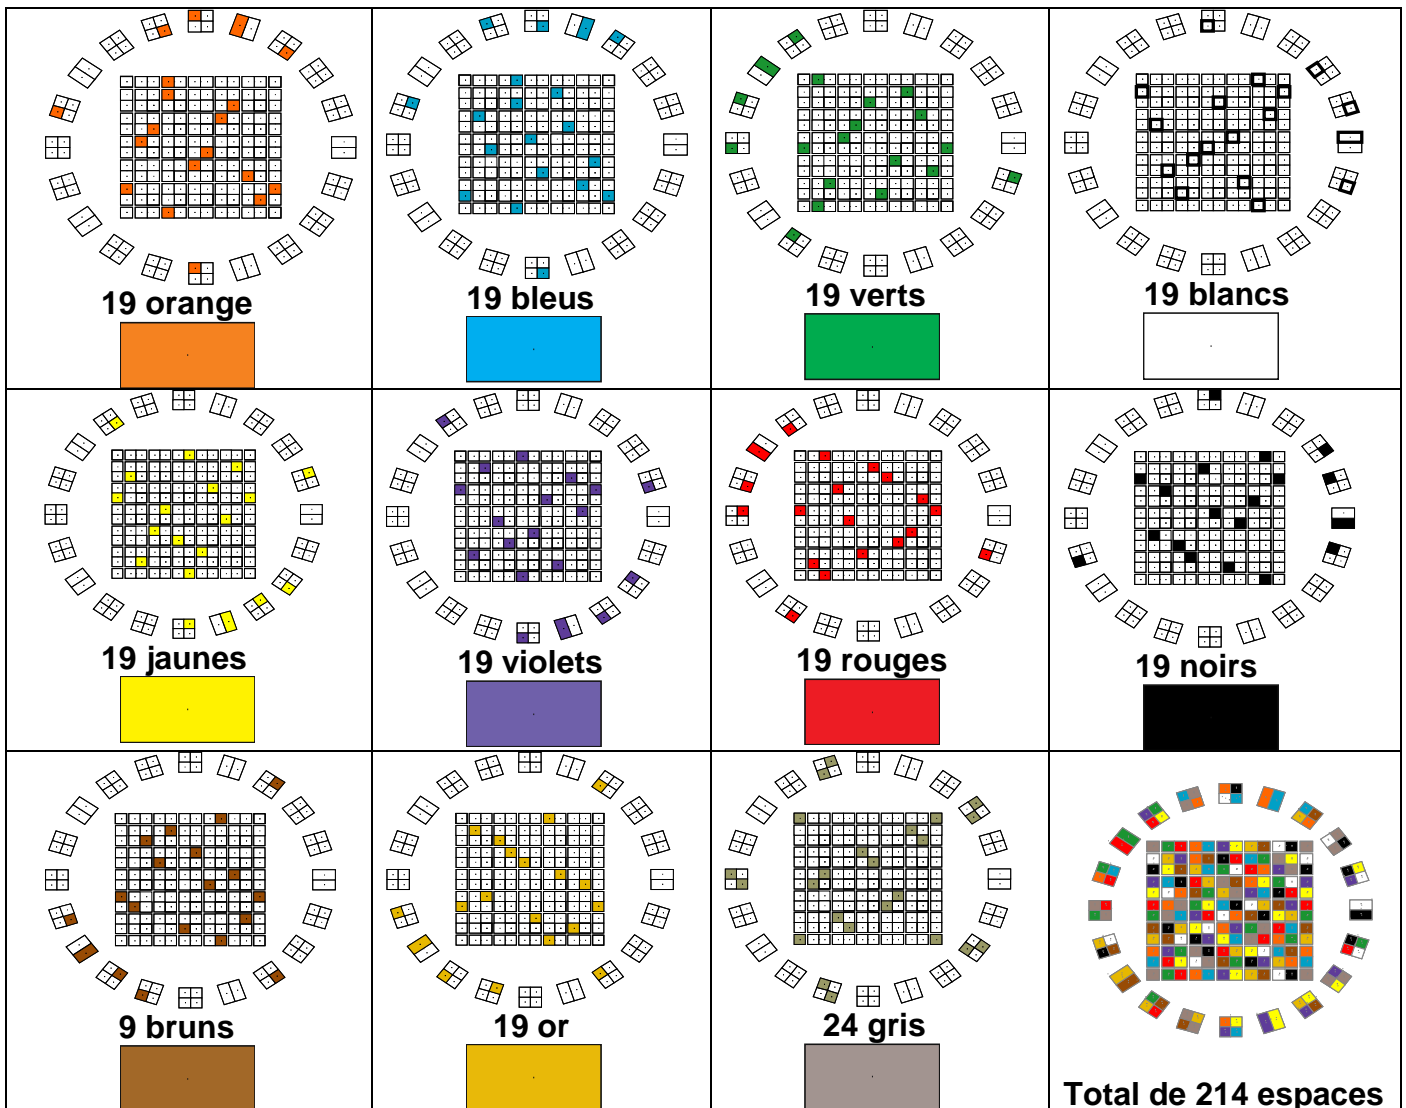 19 orange
19 bleus
19 verts
19 blancs
19 jaunes
19 violets
19 rouges
19 noirs
9 bruns
19 or
24 gris
Total de 214 espaces